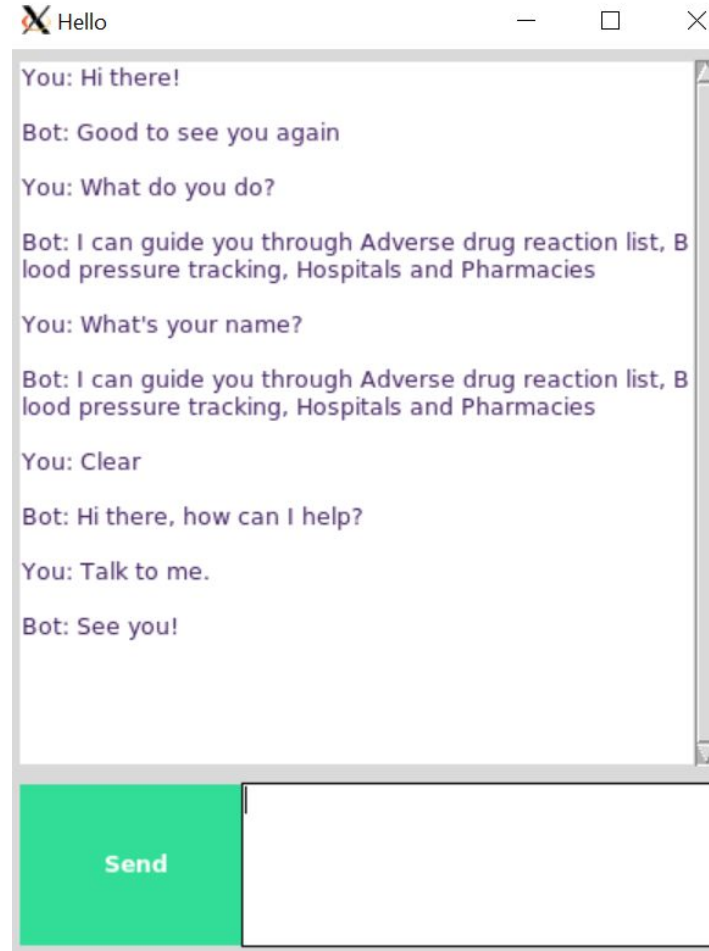 Hello
You: Hi there!
Bot: Good to see you again
You: What do you do?
Bot: I can guide you through Adverse drug reaction list, B
lood pressure tracking, Hospitals and Pharmacies
You: What's your name?
Bot: I can guide you through Adverse drug reaction list, B
lood pressure tracking, Hospitals and Pharmacies
You: Clear
Bot: Hi there, how can I help?
You: Talk to me.
Bot: See you!
Send